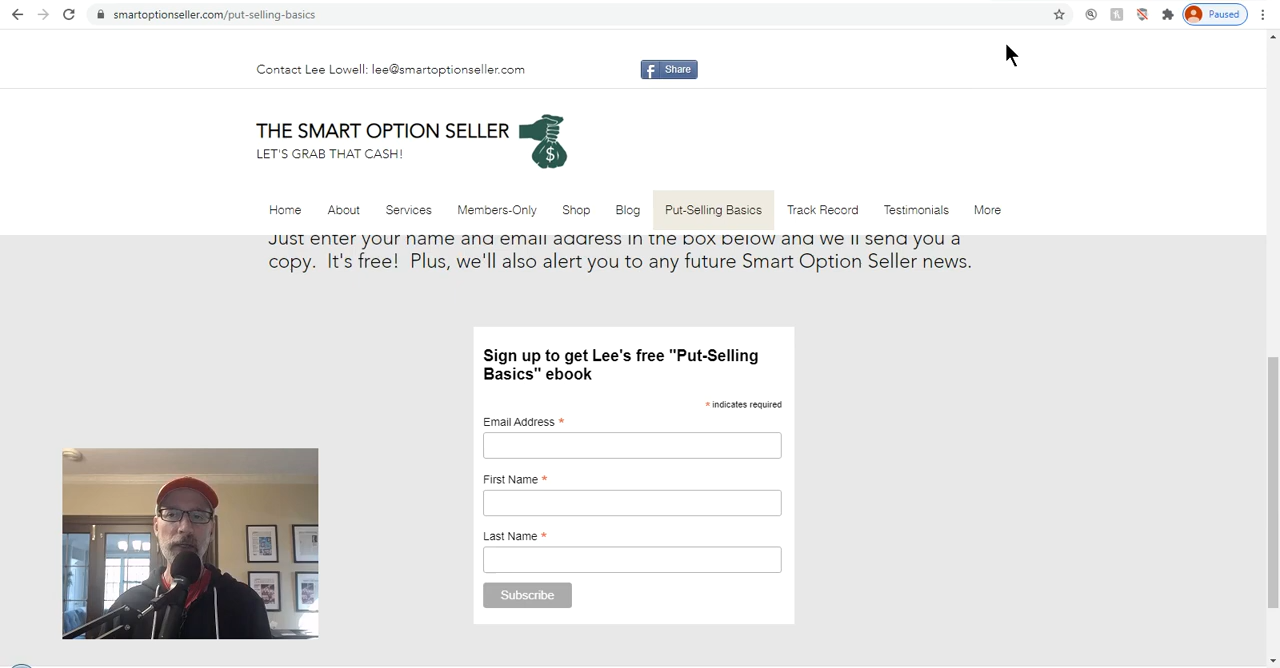 smartoptionseller.com/put-selling-basics
Paused
Contact Lee Lowell: lee@smartoptionseller.com
f Share
THE SMART OPTION SELLER
LET'S GRAB THAT CASH!
$
Home About Services Members-Only Shop Blog Put-Selling Basics Track Record Testimonials More
Just enter your name and email address in the box below and we'll send you a
copy. It's free! Plus, we'll also alert you to any future Smart Option Seller news.
Sign up to get Lee's free "Put-Selling
Basics" ebook
* indicates required
Email Address *
First Name *
Last Name *
Subscribe